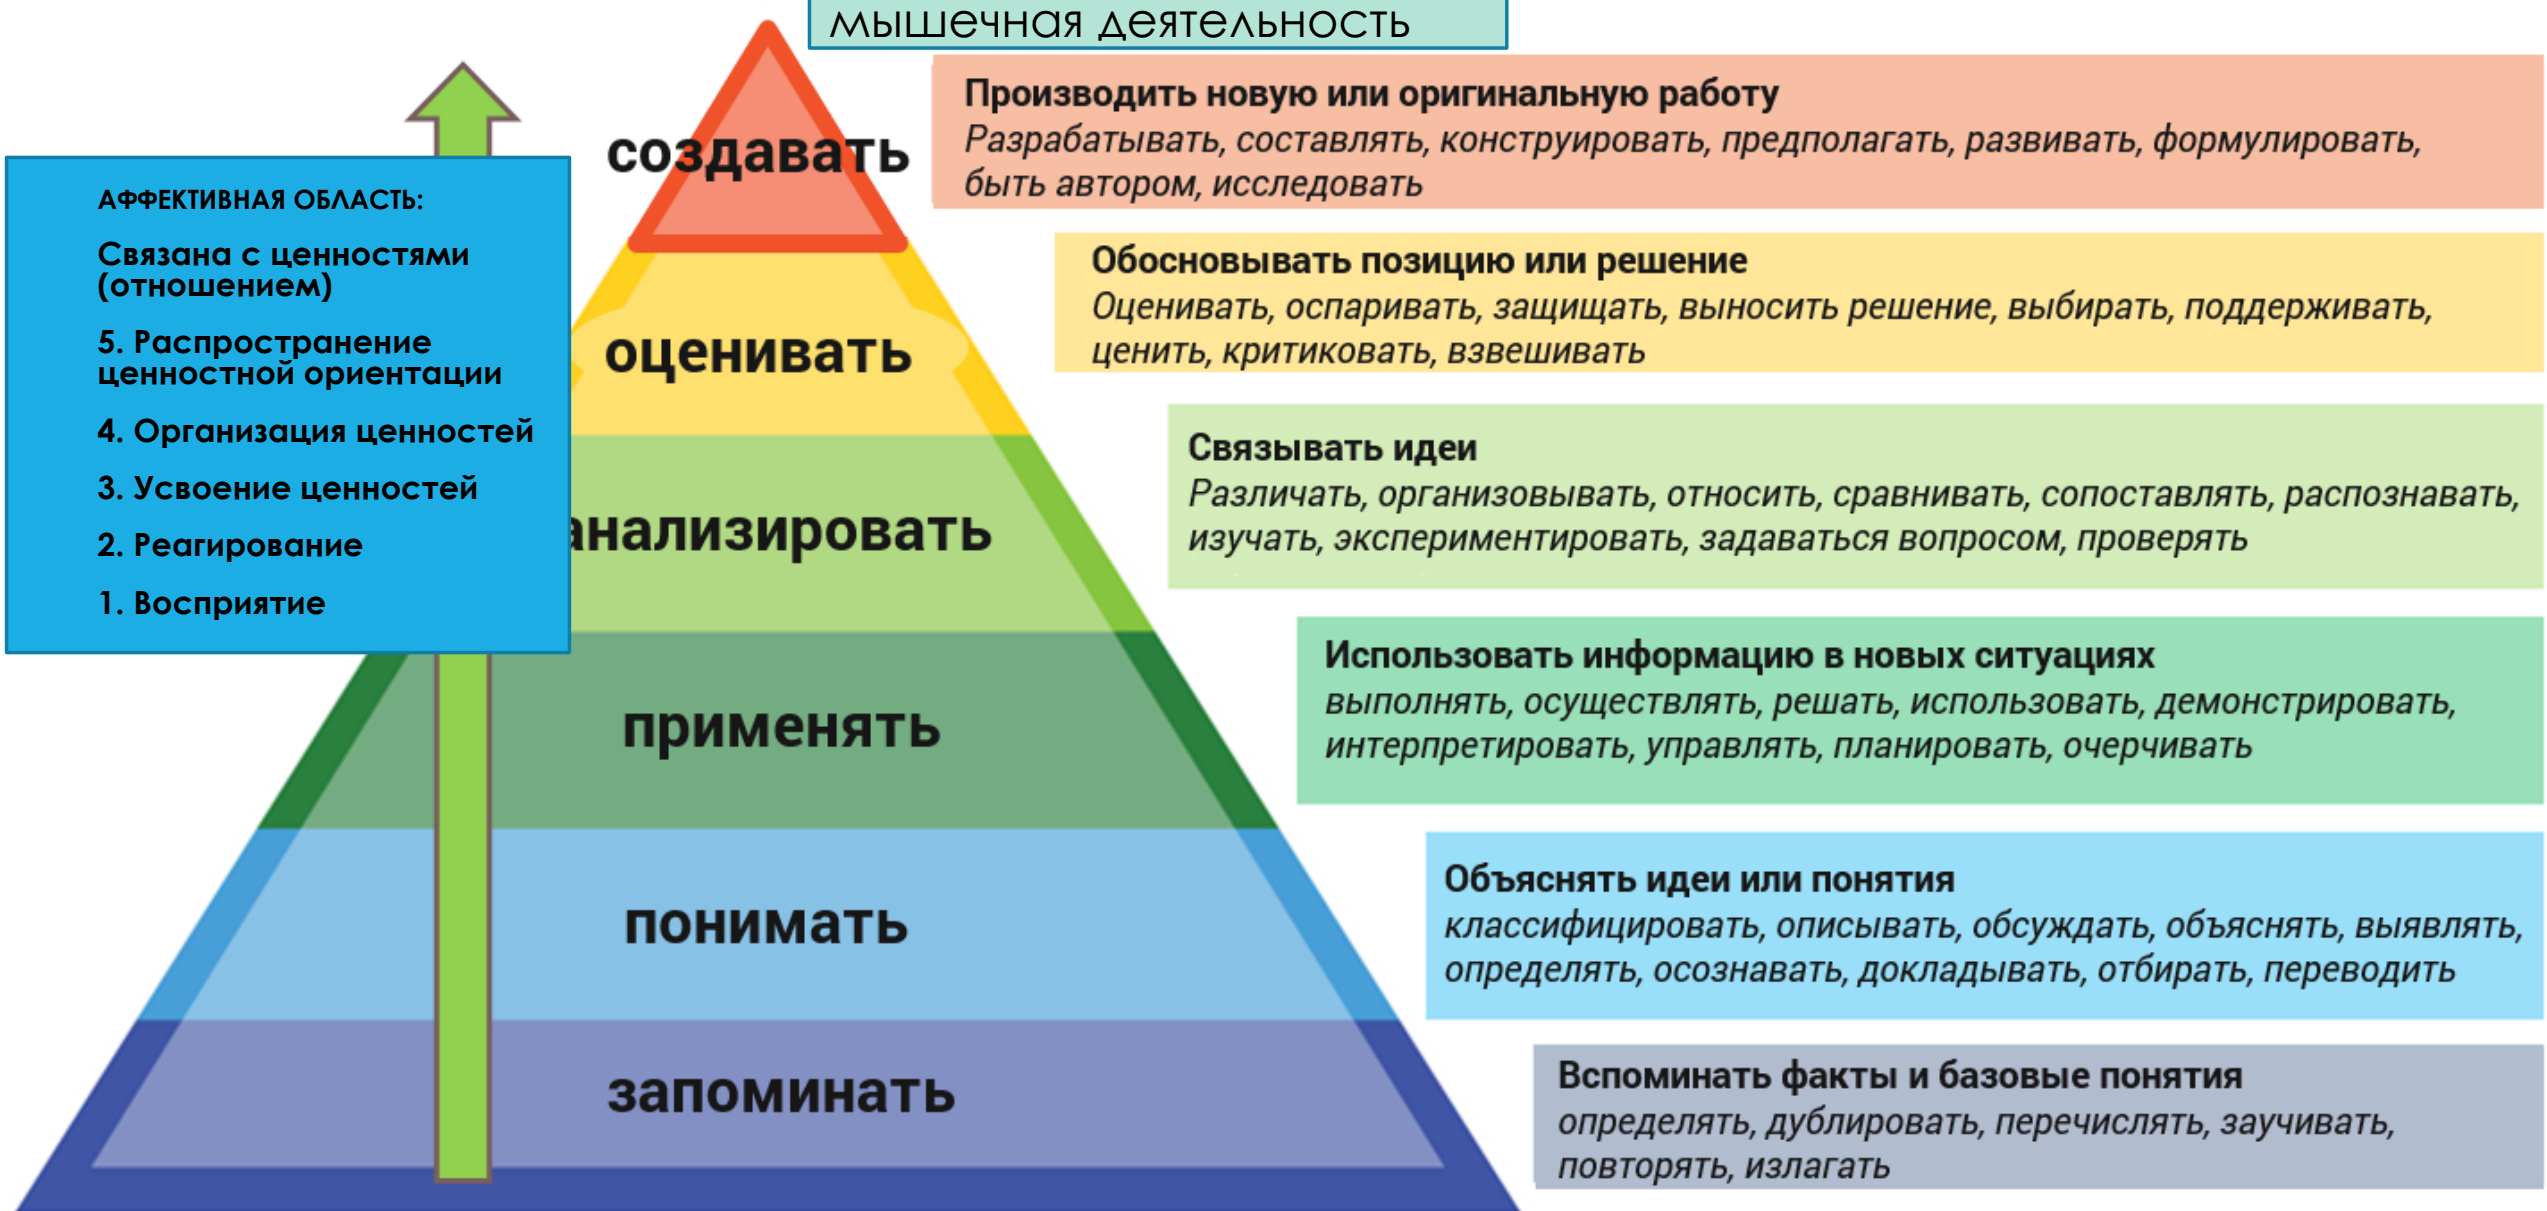 мышечная деятельность
создавать
Производить новую или оригинальную работу
Разрабатывать, составлять, конструировать, предполагать, развивать, формулировать,
быть автором, исследовать
АФФЕКТИВНАЯ ОБЛАСТЬ:
Связана с ценностями
(отношением)
5. Распространение
ценностной ориентации
4. Организация ценностей
3. Усвоение ценностей
2. Реагирование
1. Восприятие
оценивать
Обосновывать позицию или решение
Оценивать, оспаривать, защищать, выносить решение, выбирать, поддерживать,
ценить, критиковать, взвешивать
анализировать
Связывать идеи
Различать, организовывать, относить, сравнивать, сопоставлять, распознавать,
изучать, экспериментировать, задаваться вопросом, проверять
применять
Использовать информацию в новых ситуациях
выполнять, осуществлять, решать, использовать, демонстрировать,
интерпретировать, управлять, планировать, очерчивать
понимать
Объяснять идеи или понятия
классифицировать, описывать, обсуждать, объяснять, выявлять,
определять, осознавать, докладывать, отбирать, переводить
запоминать
Вспоминать факты и базовые понятия
определять, дублировать, перечислять, заучивать,
повторять, излагать